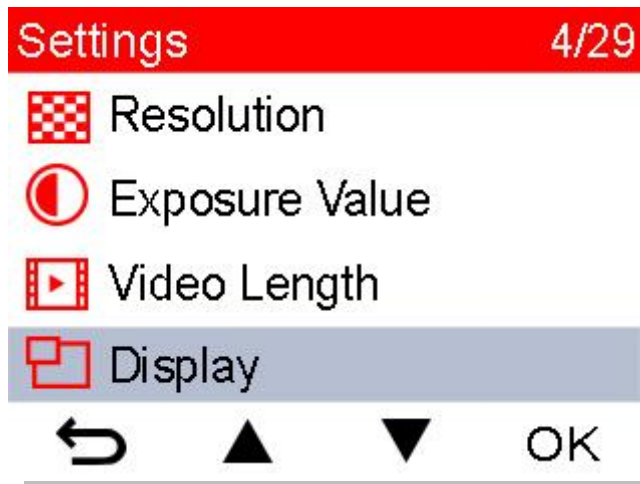 Settings 4/29
Resolution
Exposure Value
Video Length
Display
OK